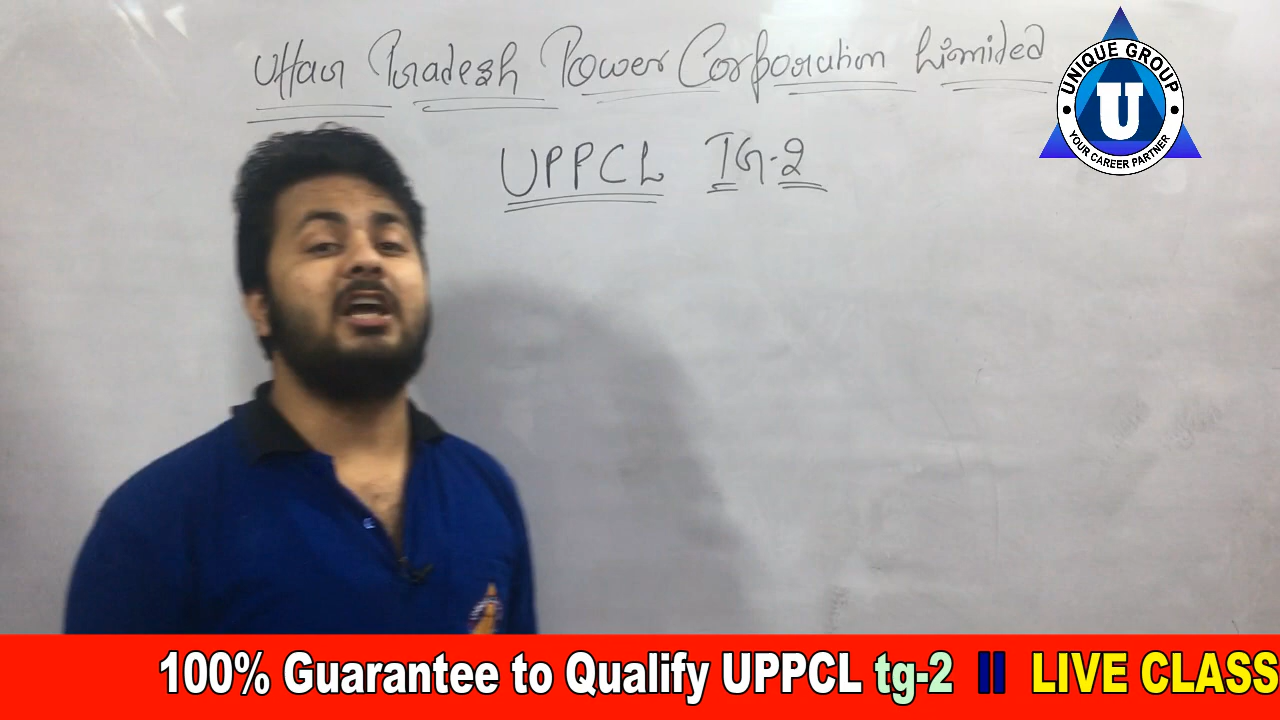 Uttar Pradesh Power Corporation Limited
UPPCL TG-2
UNIQUE GROUP
U
YOUR CAREER PARTNER
100% Guarantee to Qualify UPPCL tg-2 II LIVE CLASS